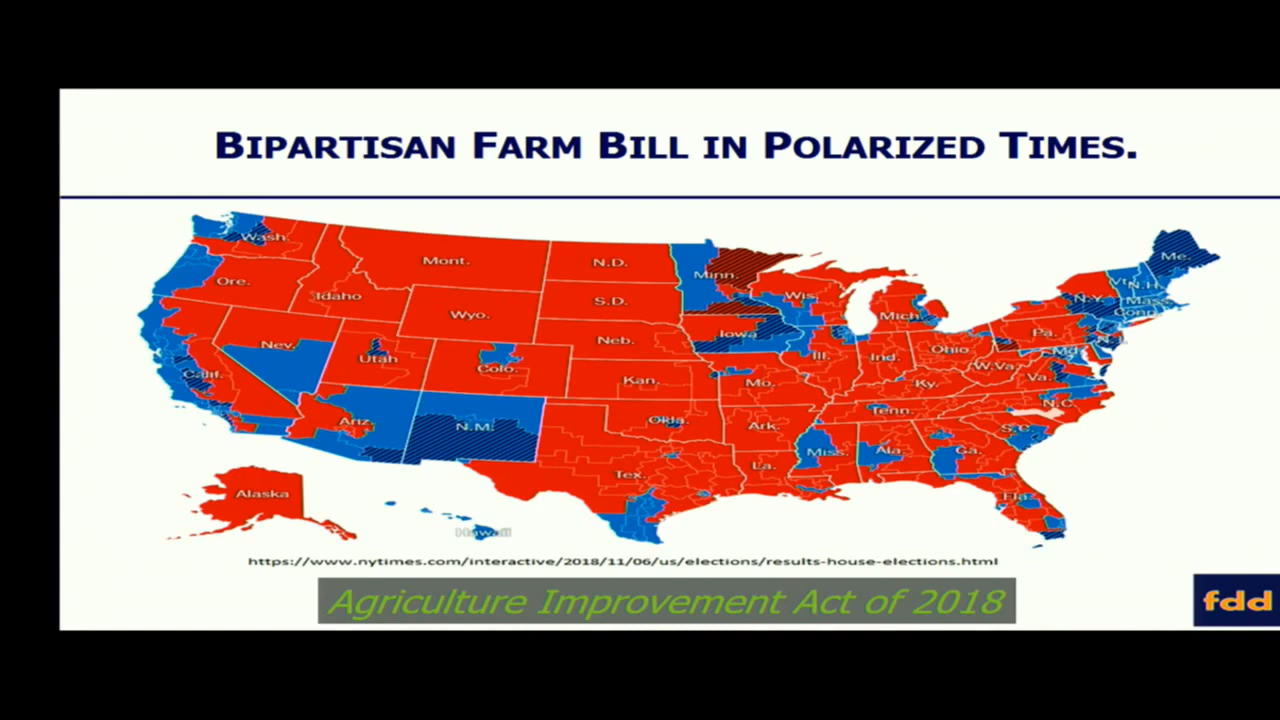 BIPARTISAN FARM BILL IN POLARIZED TIMES.
Wash.
Mont.
N.D.
Minn.
Me.
Ore.
Idaho
S.D.
Wis.
Vt.
N.H.
Wyo.
Mich.
N.Y.
Mass.
Conn.
Nev.
Utah
Colo.
Neb.
Iowa
Ill.
Ind.
Ohio
Pa.
N.J.
Md.
Calif.
Kan.
Mo.
Ky.
W.Va.
Va.
Ariz.
N.M.
Okla.
Ark.
Tenn.
N.C.
S.C.
Tex.
La.
Miss.
Ala.
Ga.
Fla.
Alaska
Hawaii
https://www.nytimes.com/interactive/2018/11/06/us/elections/results-house-elections.html
Agriculture Improvement Act of 2018
fdd